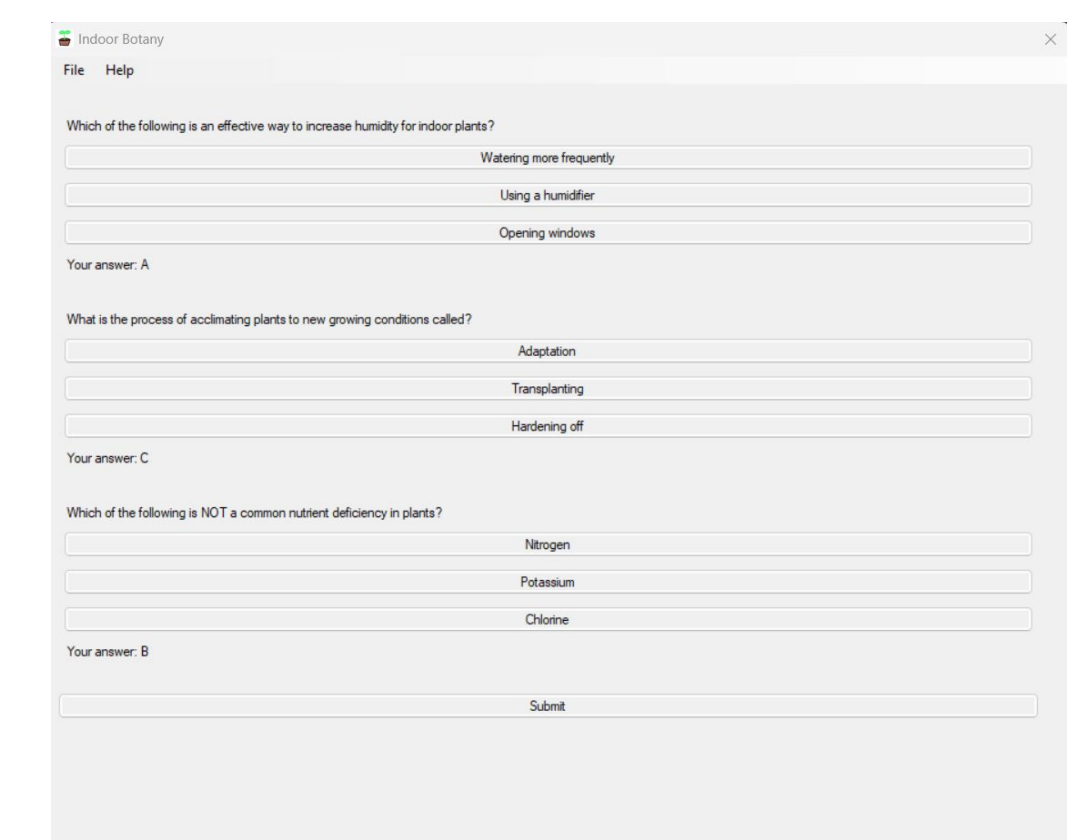 Indoor Botany
File Help
Which of the following is an effective way to increase humidity for indoor plants?
Watering more frequently
Using a humidifier
Opening windows
Your answer: A
What is the process of acclimating plants to new growing conditions called?
Adaptation
Transplanting
Hardening off
Your answer: C
Which of the following is NOT a common nutrient deficiency in plants?
Nitrogen
Potassium
Chlorine
Your answer: B
Submit